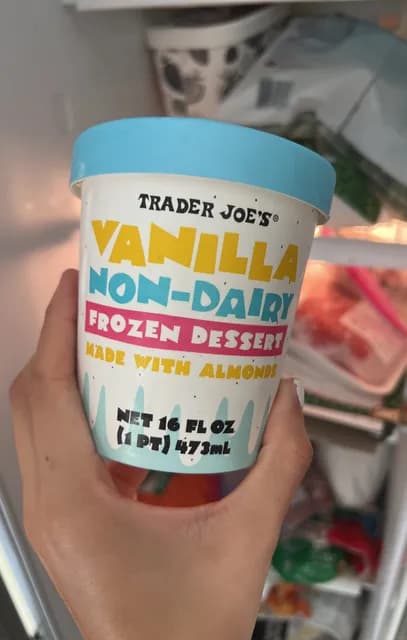 TRADER JOE'S®
VANILLA
NON-DAIRY
FROZEN DESSERT
MADE WITH ALMONDS
NET 16 FL OZ
(1 PT) 473mL